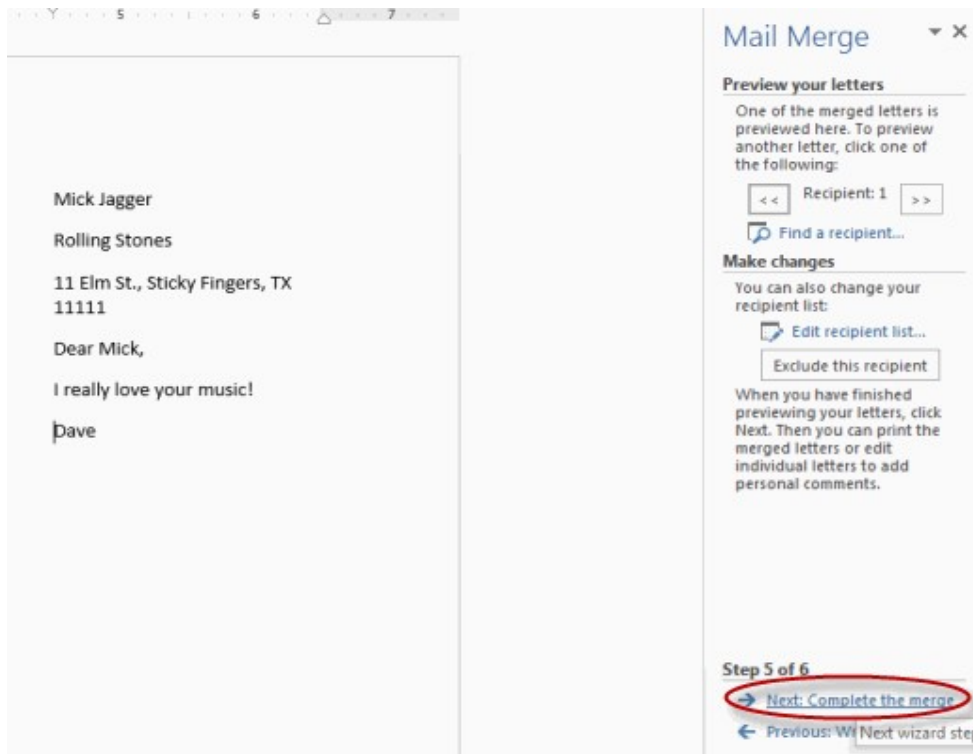 5 6 7
Mick Jagger
Rolling Stones
11 Elm St., Sticky Fingers, TX
11111
Dear Mick,
I really love your music!
Dave
Mail Merge
Preview your letters
One of the merged letters is
previewed here. To preview
another letter, click one of
the following:
<< Recipient: 1 >>
Find a recipient...
Make changes
You can also change your
recipient list:
Edit recipient list...
Exclude this recipient
When you have finished
previewing your letters, click
Next. Then you can print the
merged letters or edit
individual letters to add
personal comments.
Step 5 of 6
Next: Complete the merge
Previous:
Next wizard